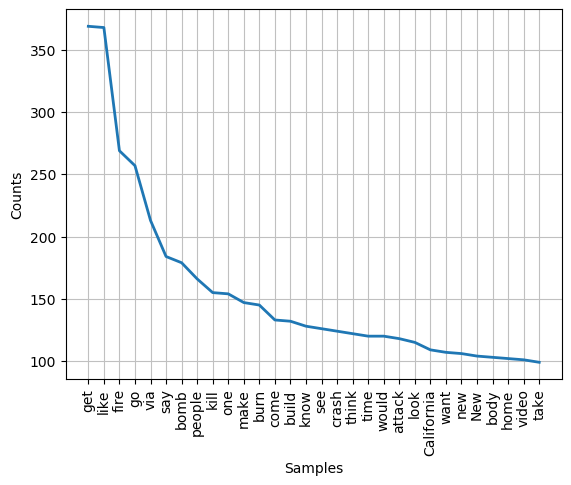 350
300
250
200
150
100
Counts
get
like
fire
go
via
say
bomb
people
kill
one
make
burn
come
build
know
see
crash
think
time
would
attack
look
California
want
new
New
body
home
video
take
Samples